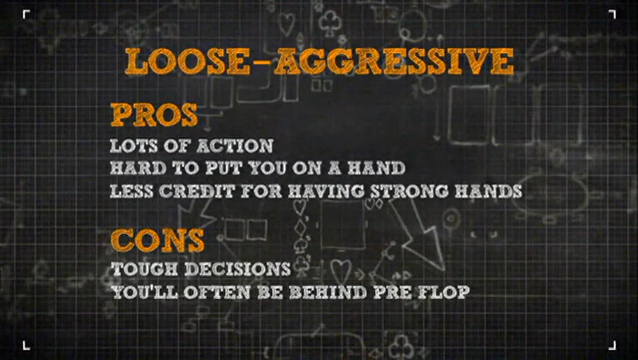 LOOSE-AGGRESSIVE
PROS
LOTS OF ACTION
HARD TO PUT YOU ON A HAND
LESS CREDIT FOR HAVING STRONG HANDS
CONS
TOUGH DECISIONS
YOU'LL OFTEN BE BEHIND PRE FLOP